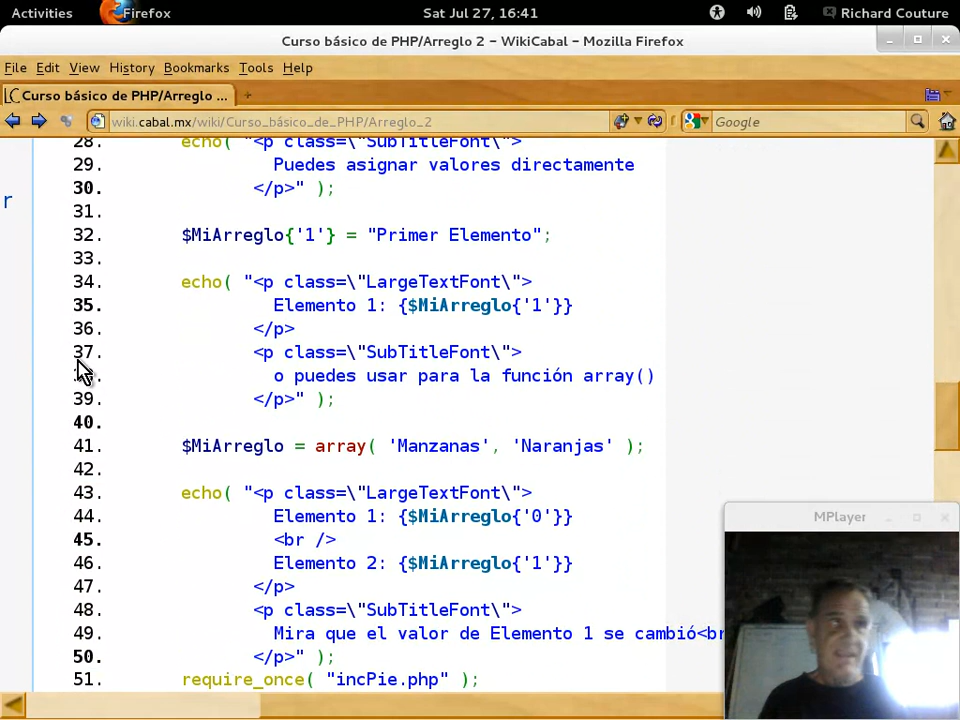 Activities Firefox Sat Jul 27, 16:41 Richard Couture
Curso básico de PHP/Arreglo 2 - WikiCabal - Mozilla Firefox
File Edit View History Bookmarks Tools Help
Curso básico de PHP/Arreglo ... +
wiki.cabal.mx/wiki/Curso_básico_de_PHP/Arreglo_2 Google
r
28. echo( "<p class=\"SubTitleFont\">
29. Puedes asignar valores directamente
30. </p>" );
31.
32. $MiArreglo{'1'} = "Primer Elemento";
33.
34. echo( "<p class=\"LargeTextFont\">
35. Elemento 1: {$MiArreglo{'1'}}
36. </p>
37. <p class=\"SubTitleFont\">
o puedes usar para la función array()
39. </p>" );
40.
41. $MiArreglo = array( 'Manzanas', 'Naranjas' );
42.
43. echo( "<p class=\"LargeTextFont\">
44. Elemento 1: {$MiArreglo{'0'}}
45. <br />
46. Elemento 2: {$MiArreglo{'1'}}
47. </p>
48. <p class=\"SubTitleFont\">
49. Mira que el valor de Elemento 1 se cambió<br
50. </p>" );
51. require_once( "incPie.php" );
MPlayer